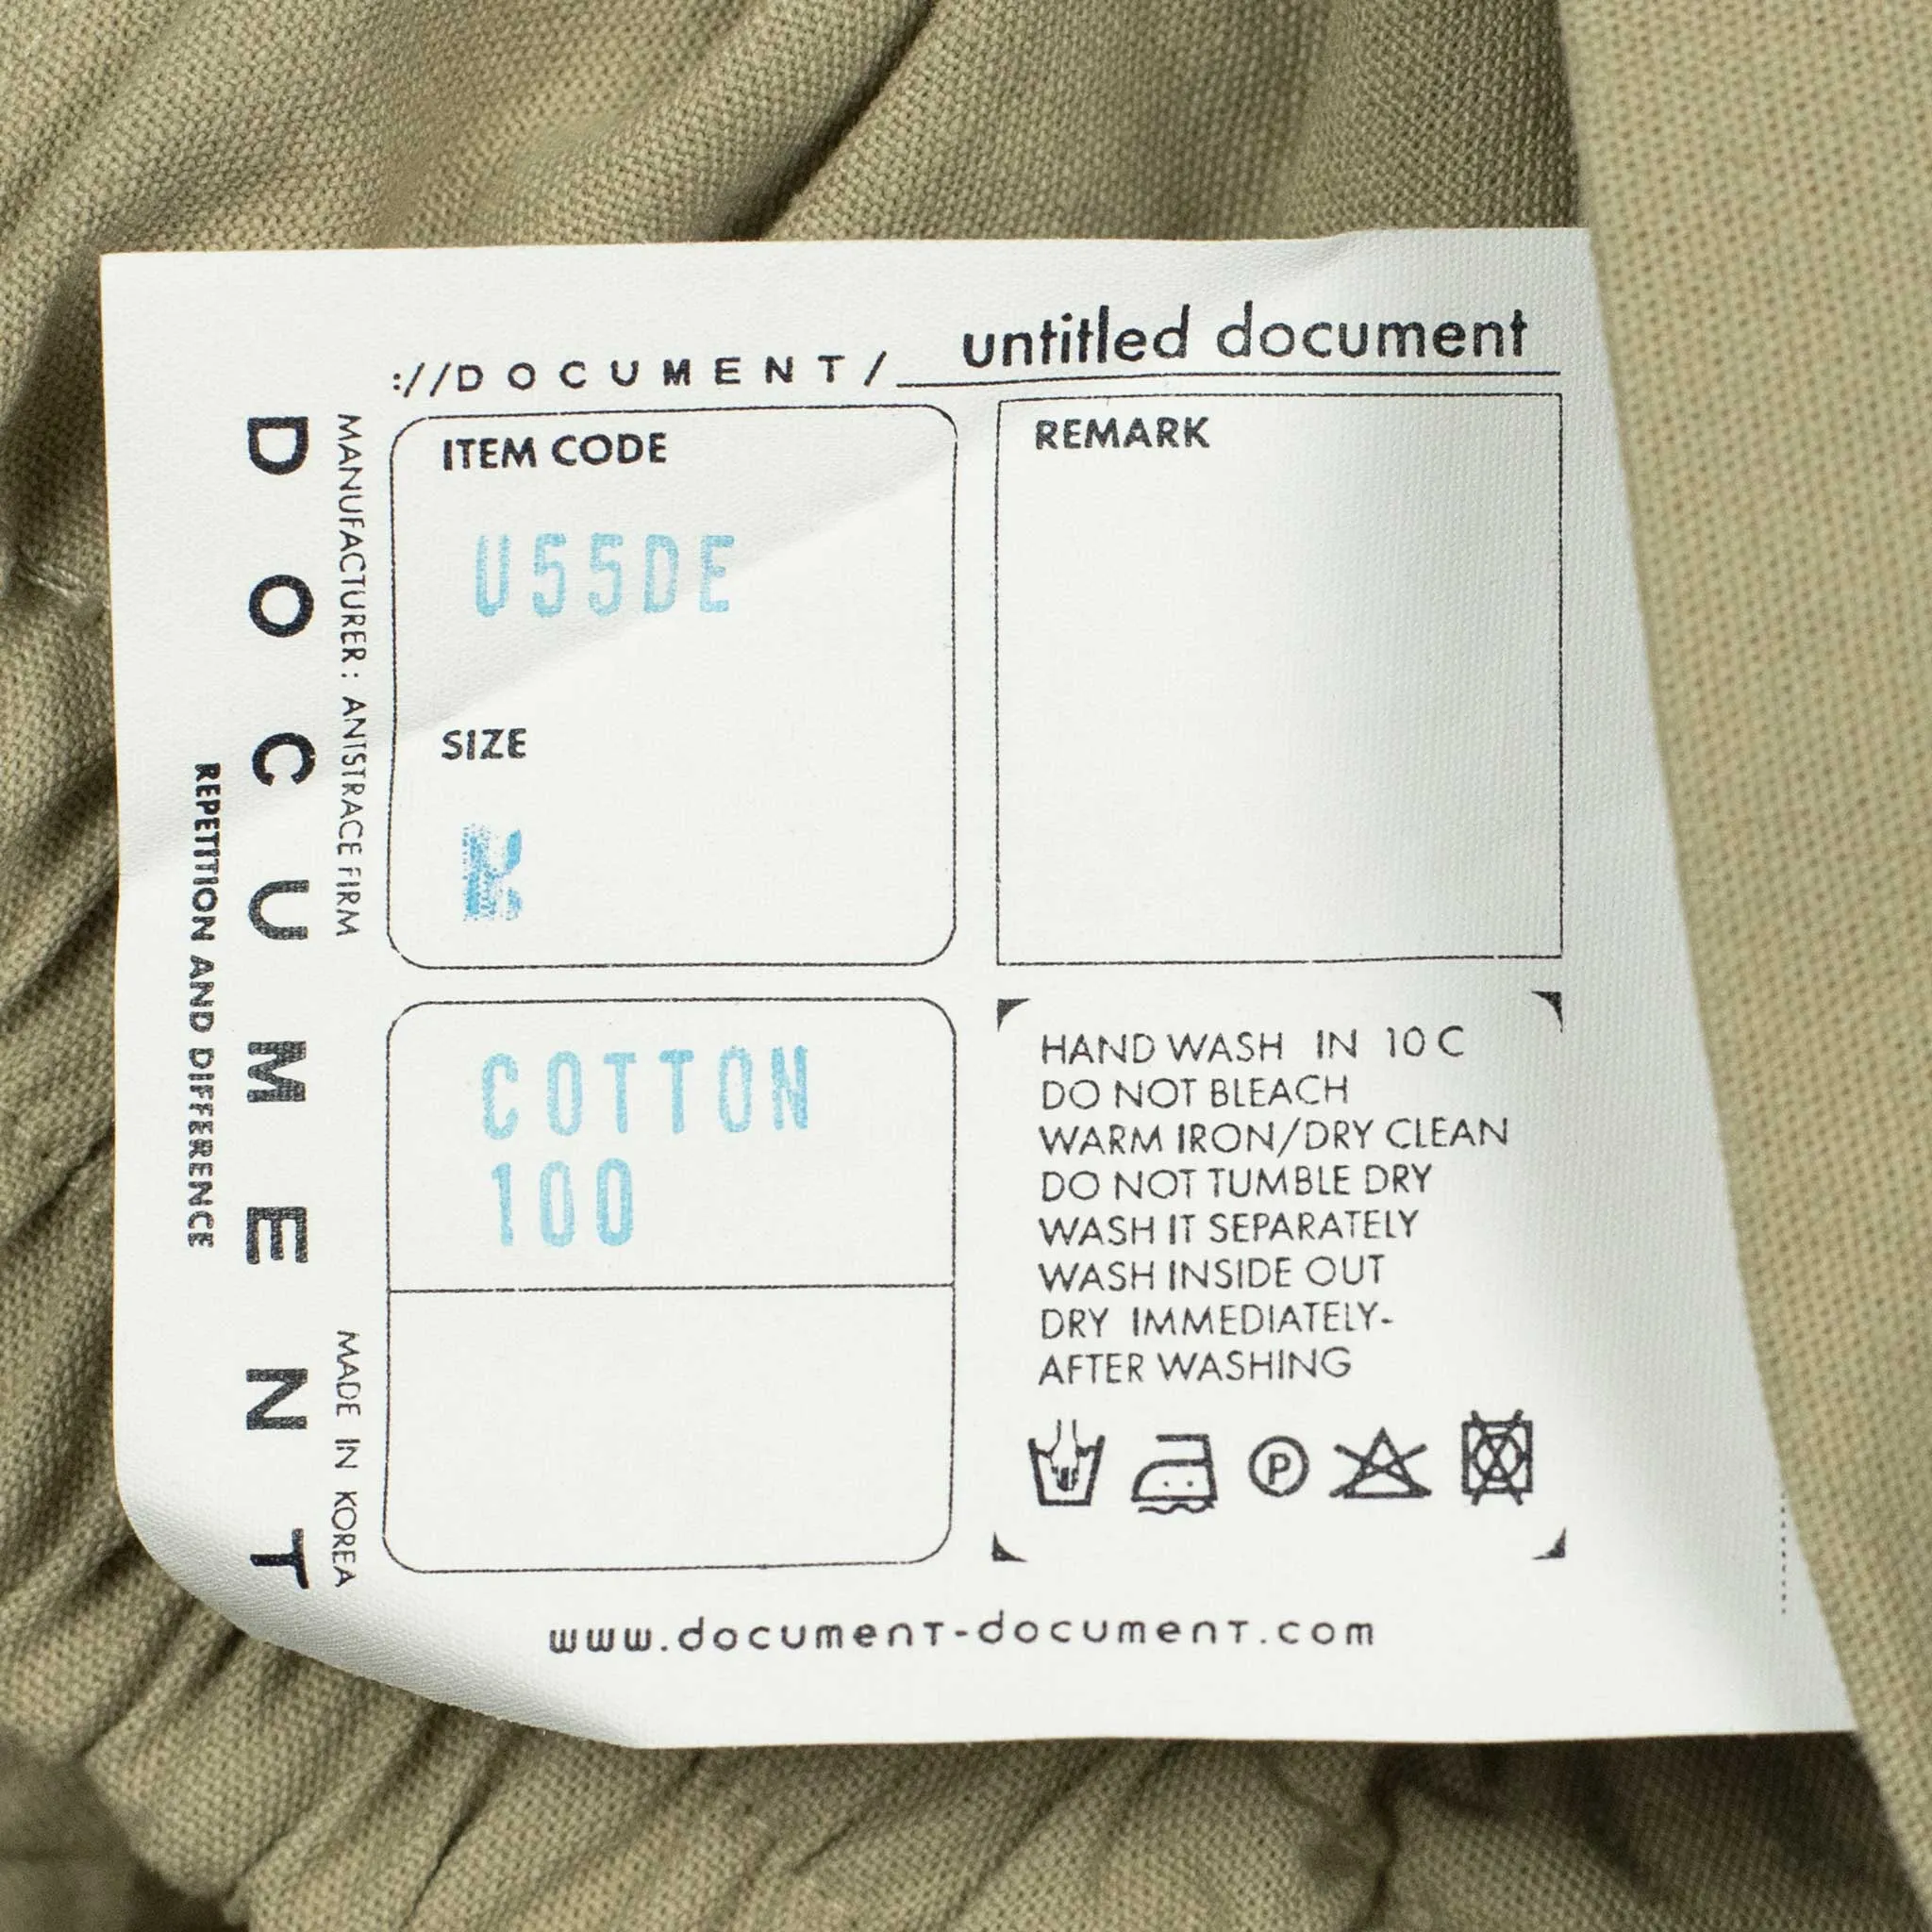 ://DOCUMENT/ untitled document
DOCUMENT
MANUFACTURER : ANTSTRACE FIRM
MADE IN KOREA
REPETITION AND DIFFERENCE
ITEM CODE
U55DE
SIZE
REMARK
COTTON
100
HAND WASH IN 10 C
DO NOT BLEACH
WARM IRON/DRY CLEAN
DO NOT TUMBLE DRY
WASH IT SEPARATELY
WASH INSIDE OUT
DRY IMMEDIATELY-
AFTER WASHING
P
www.document-document.com